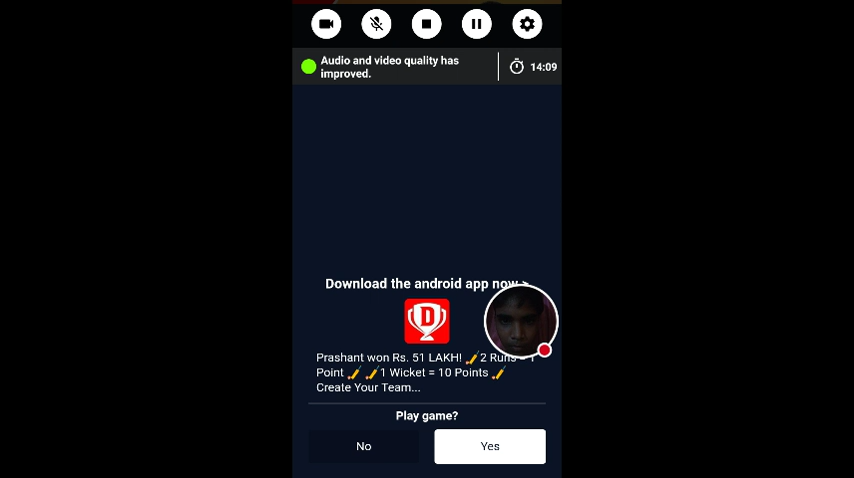 Audio and video quality has
improved.
14:09
Download the android app now >
D
Prashant won Rs. 51 LAKH! 🏏2 Runs = 1
Point 🏏 🏏1 Wicket = 10 Points 🏏
Create Your Team...
Play game?
No
Yes